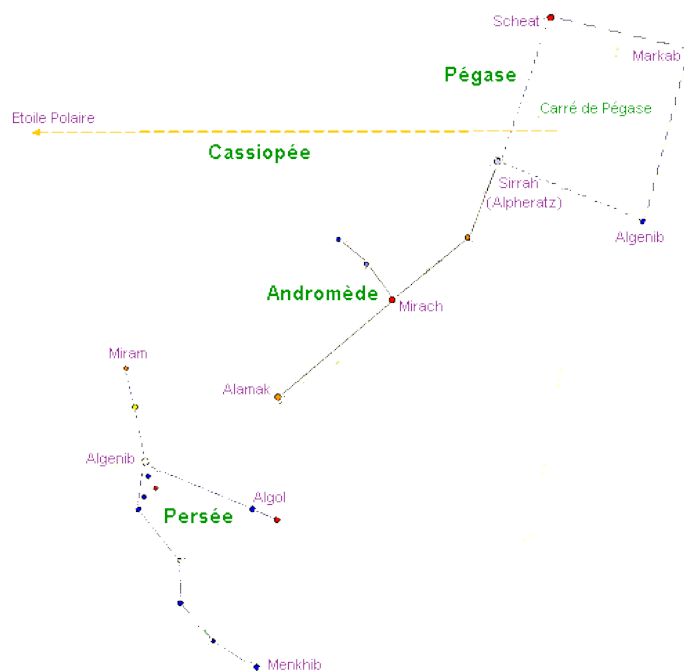 Scheat
Markab
Pégase
Carré de Pégase
Etoile Polaire
Cassiopée
Sirrah
(Alpheratz)
Algenib
Andromède
Mirach
Miram
Alamak
Algenib
Algol
Persée
Menkhib